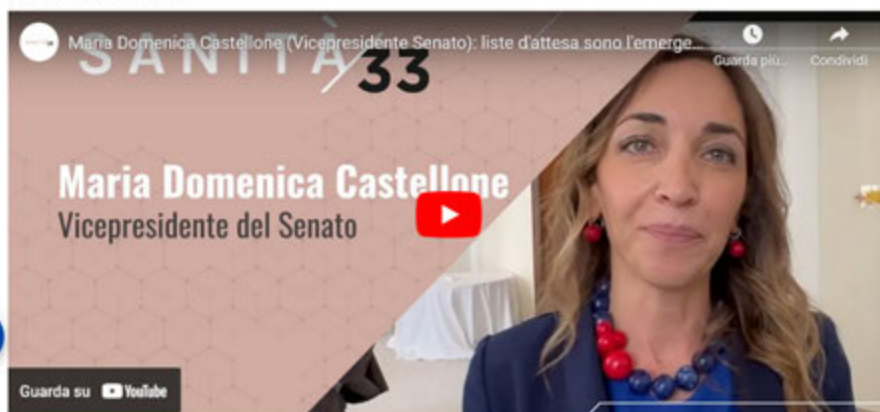 Maria Domenica Castellone (Vicepresidente Senato): liste d'attesa sono l'emerge...
Guarda più...
Condividi
SANITÀ/33
Maria Domenica Castellone
Vicepresidente del Senato
Guarda su YouTube